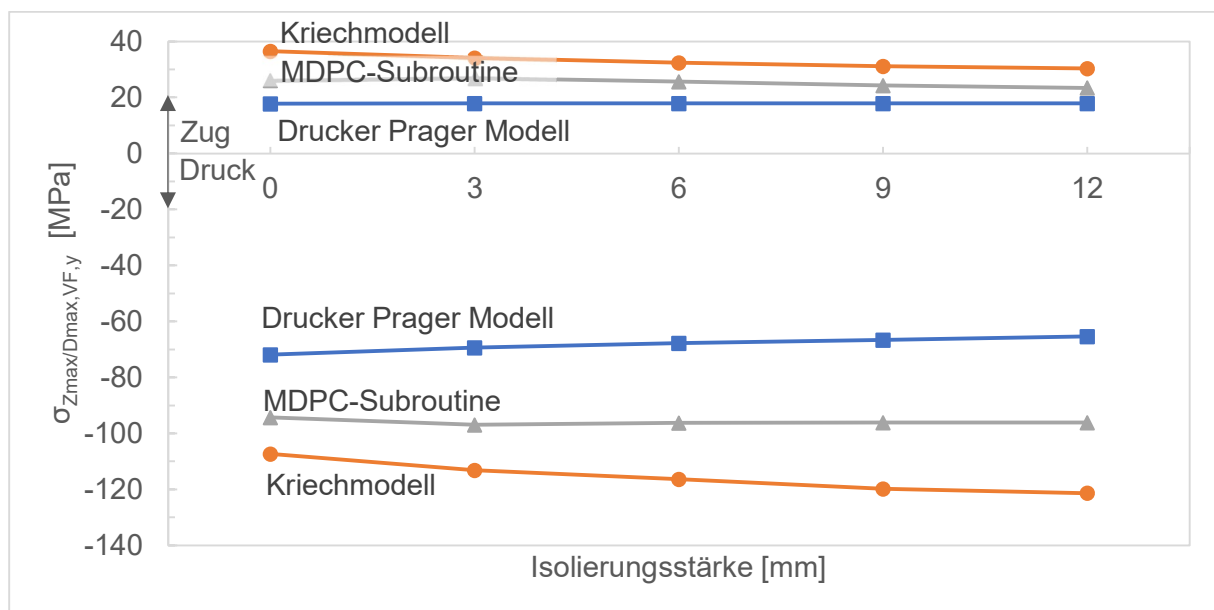 40
Kriechmodell
MDPC-Subroutine
20
Zug
Drucker Prager Modell
0
Druck
0 3 6 9 12
-20
-40
σZmax/Dmax,VF,y [MPa]
-60
Drucker Prager Modell
-80
MDPC-Subroutine
-100
Kriechmodell
-120
-140
Isolierungsstärke [mm]